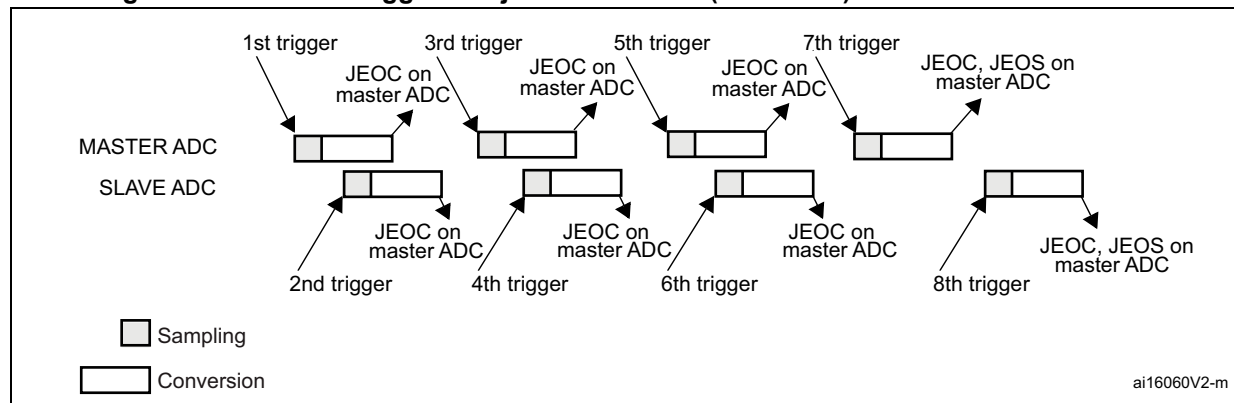 1st trigger
3rd trigger
5th trigger
7th trigger
JEOC on
master ADC
JEOC on
master ADC
JEOC on
master ADC
JEOC, JEOS on
master ADC
MASTER ADC
SLAVE ADC
JEOC on
master ADC
JEOC on
master ADC
JEOC on
master ADC
JEOC, JEOS on
master ADC
2nd trigger
4th trigger
6th trigger
8th trigger
Sampling
Conversion
ai16060V2-m